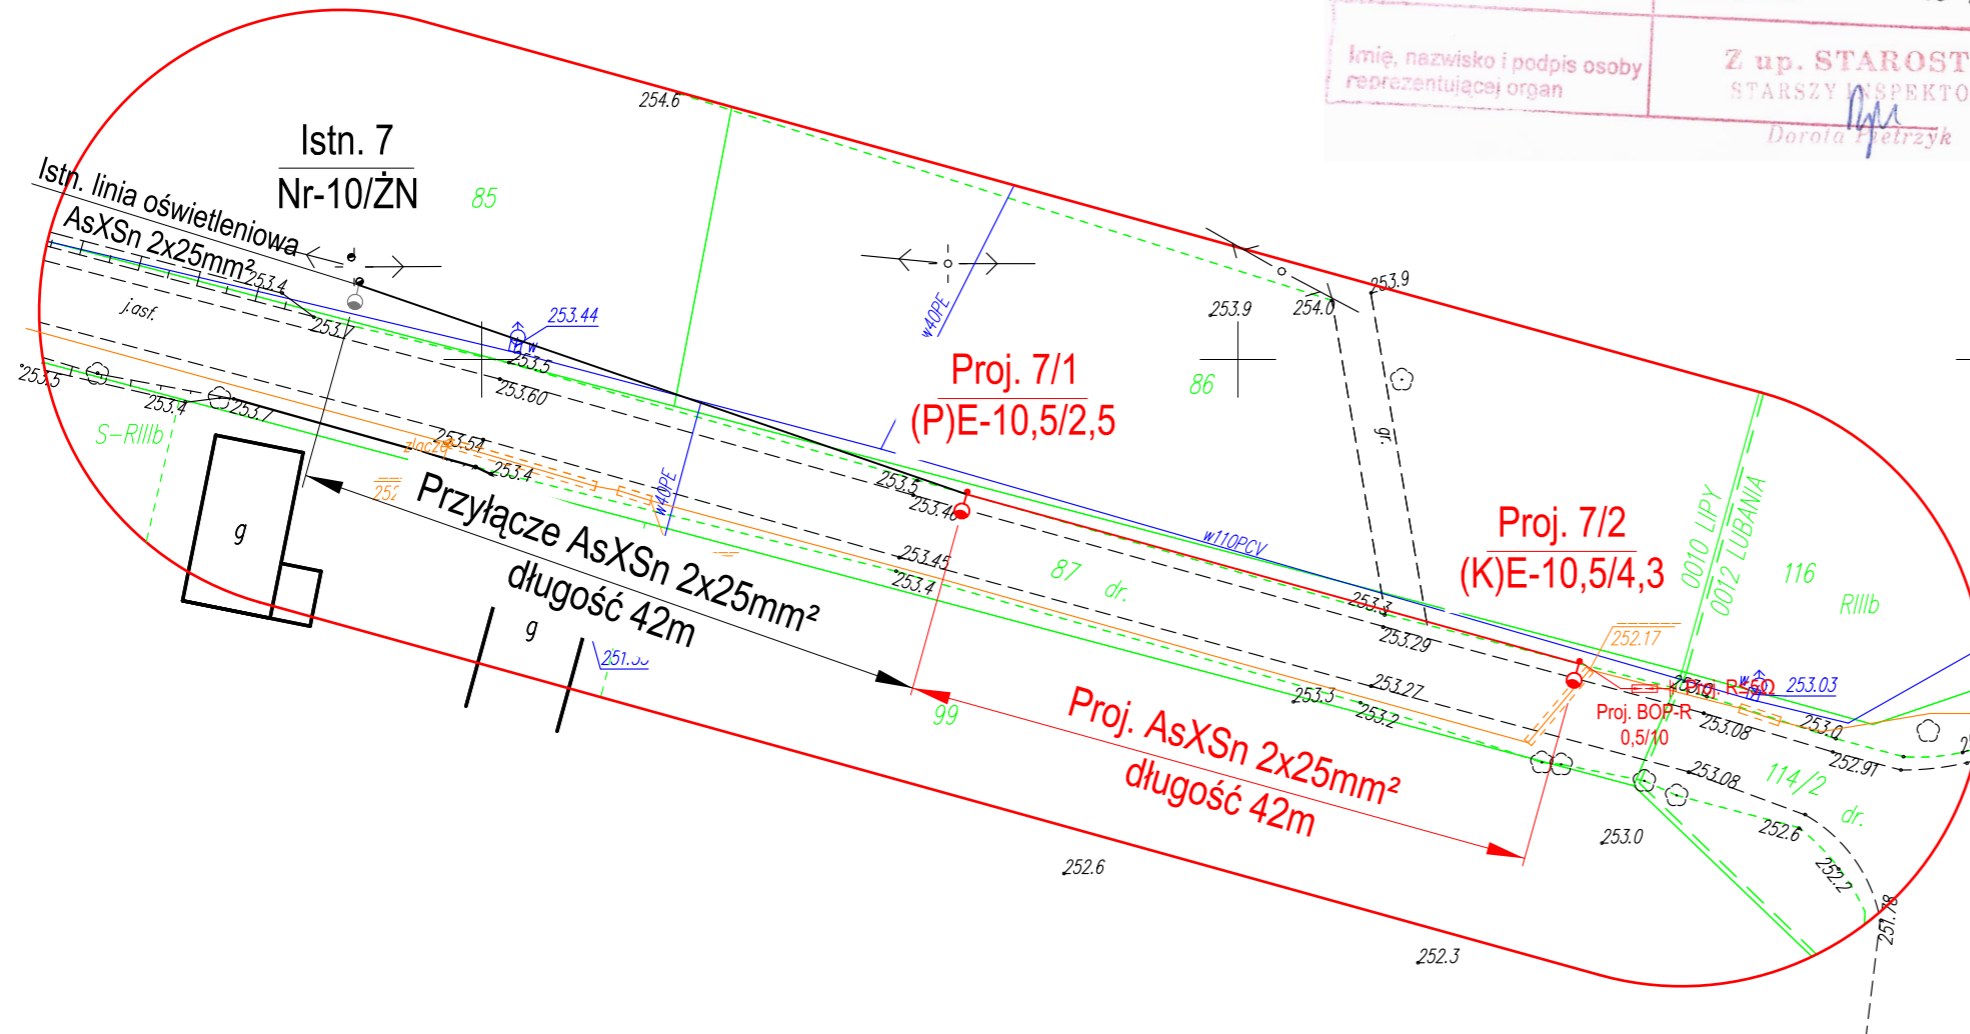 Imię, nazwisko i podpis osoby
reprezentującej organ
Z up. STAROST
STARSZY INSPEKTO
Dorota Pietrzyk
254.6
Istn. 7
Nr-10/ŻN
85
Istn. linia oświetleniowa
AsXSn 2x25mm²
253.4
253.7
j.asf.
253.44
w
253.5
253.60
w40PE
253.9
254.0
253.9
86
gr.
Proj. 7/1
(P)E-10,5/2,5
253.5
253.4
253.7
S-RIIIb
złącze
253.54
253.4
252
w40PE
253.5
253.46
Przyłącze AsXSn 2x25mm²
długość 42m
g
g
251.33
253.45
253.4
87
dr.
w110PCV
Proj. 7/2
(K)E-10,5/4,3
0010 LIPY
0012 LUBANIA
116
RIIIb
253.3
253.29
252.17
253.27
253.3
253.2
99
Proj. AsXSn 2x25mm²
długość 42m
Proj. R≤5Ω
w
253.03
Proj. BOP-R
0,5/10
253.08
253.0
252.91
253.08
114/2
dr.
252.6
252.2
253.0
251.78
252.6
252.3